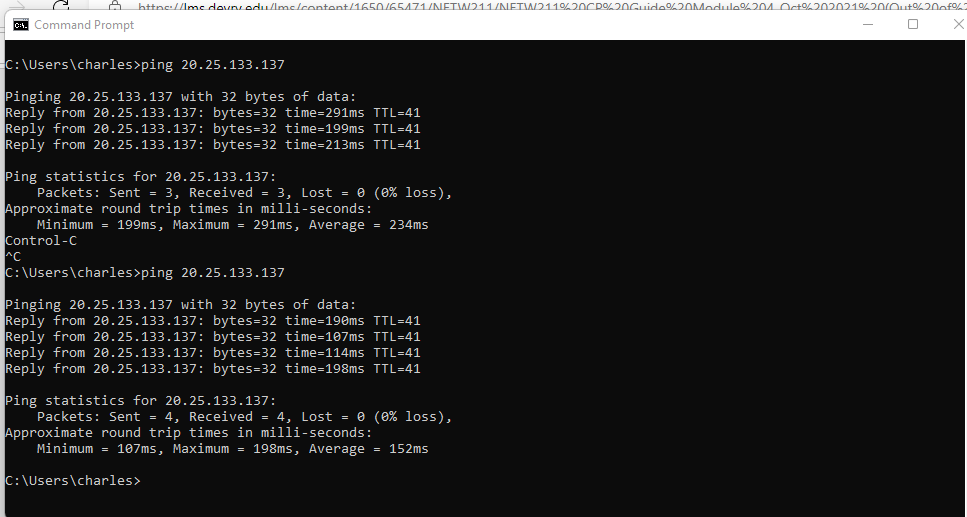 https://lms.devry.edu/lms/content/1650/65471/NETW211/NETW211%20CP%20Guide%20Module%204_Oct%202021%20(Out%20of%2
Command Prompt
C:\Users\charles>ping 20.25.133.137
Pinging 20.25.133.137 with 32 bytes of data:
Reply from 20.25.133.137: bytes=32 time=291ms TTL=41
Reply from 20.25.133.137: bytes=32 time=199ms TTL=41
Reply from 20.25.133.137: bytes=32 time=213ms TTL=41
Ping statistics for 20.25.133.137:
    Packets: Sent = 3, Received = 3, Lost = 0 (0% loss),
Approximate round trip times in milli-seconds:
    Minimum = 199ms, Maximum = 291ms, Average = 234ms
Control-C
^C
C:\Users\charles>ping 20.25.133.137
Pinging 20.25.133.137 with 32 bytes of data:
Reply from 20.25.133.137: bytes=32 time=190ms TTL=41
Reply from 20.25.133.137: bytes=32 time=107ms TTL=41
Reply from 20.25.133.137: bytes=32 time=114ms TTL=41
Reply from 20.25.133.137: bytes=32 time=198ms TTL=41
Ping statistics for 20.25.133.137:
    Packets: Sent = 4, Received = 4, Lost = 0 (0% loss),
Approximate round trip times in milli-seconds:
    Minimum = 107ms, Maximum = 198ms, Average = 152ms
C:\Users\charles>